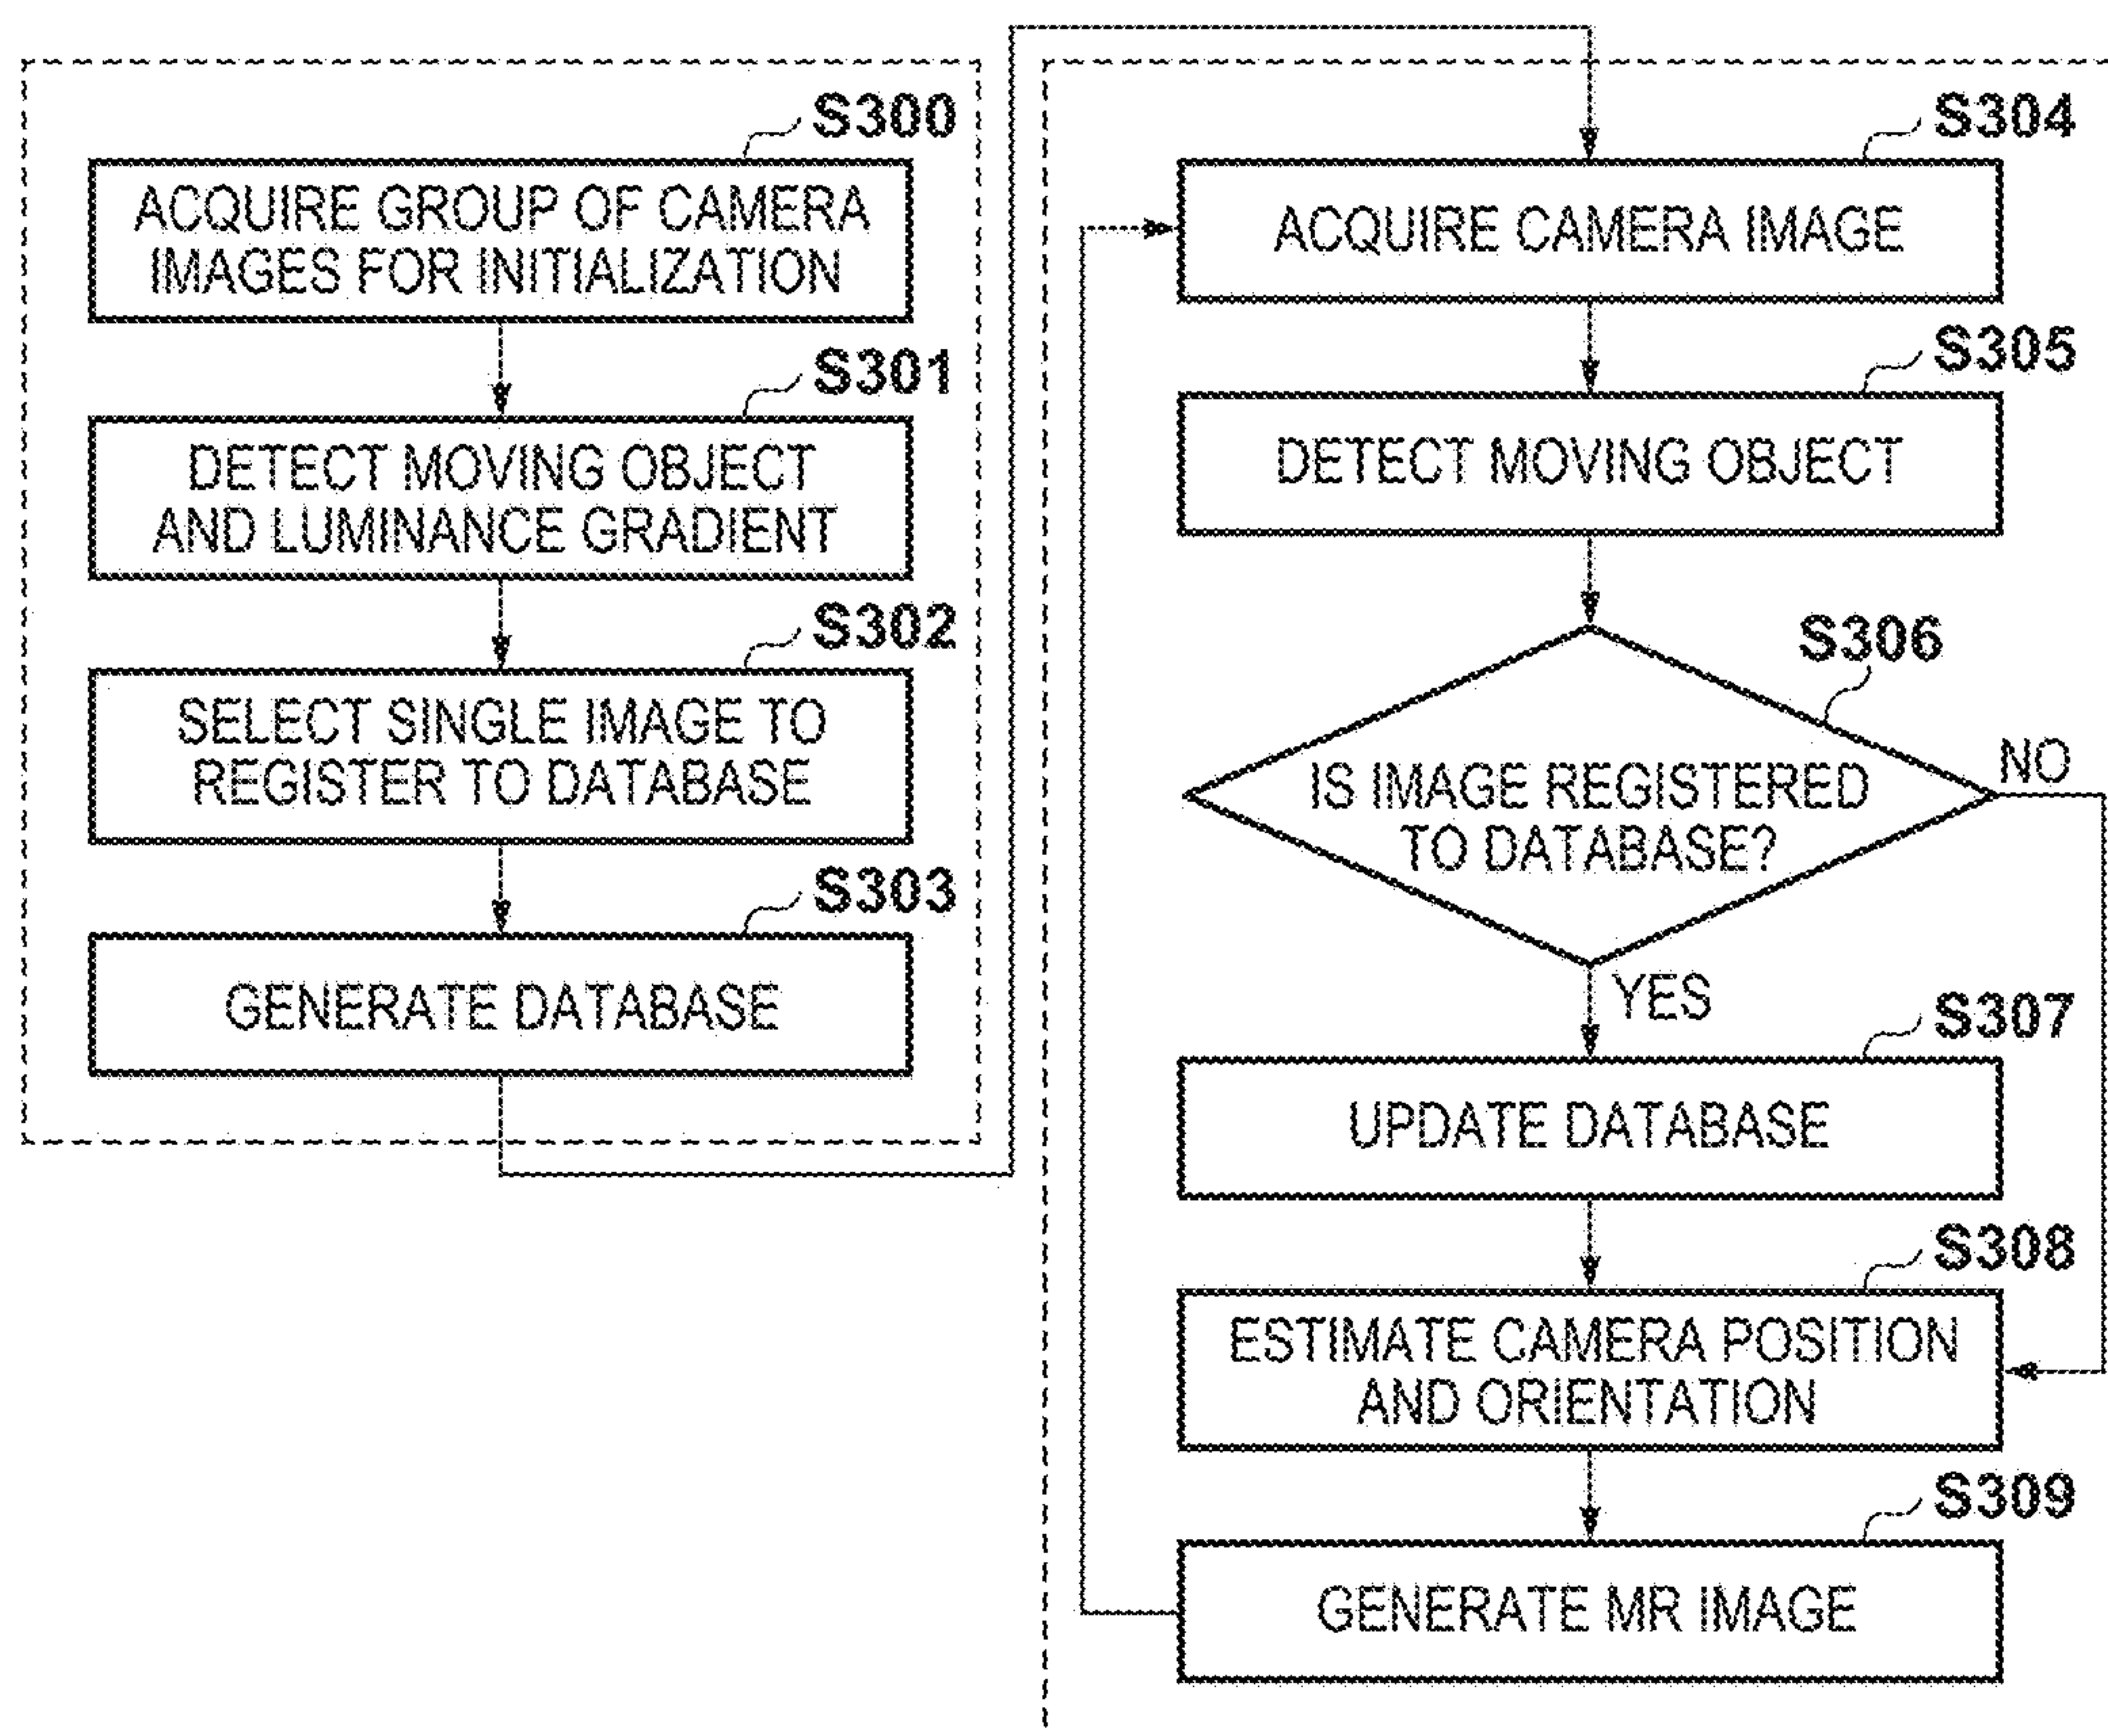 S300
ACQUIRE GROUP OF CAMERA
IMAGES FOR INITIALIZATION
S301
DETECT MOVING OBJECT
AND LUMINANCE GRADIENT
S302
SELECT SINGLE IMAGE TO
REGISTER TO DATABASE
S303
GENERATE DATABASE
S304
ACQUIRE CAMERA IMAGE
S305
DETECT MOVING OBJECT
S306
IS IMAGE REGISTERED
TO DATABASE?
NO
YES
S307
UPDATE DATABASE
S308
ESTIMATE CAMERA POSITION
AND ORIENTATION
S309
GENERATE MR IMAGE